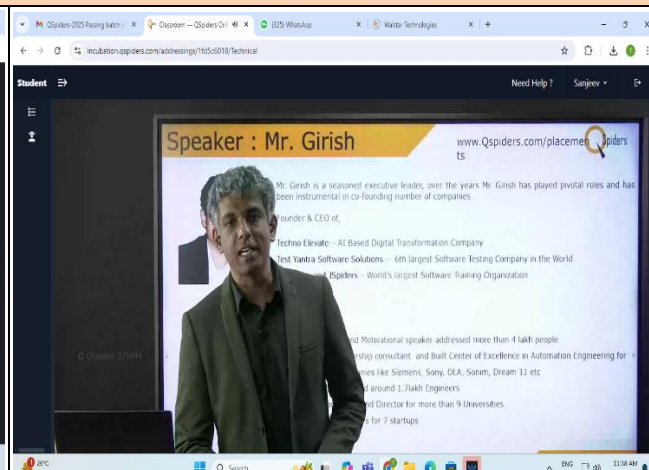 QSpiders-2025 Passing batch
Classroom — QSpiders Onl
(325) WhatsApp
Walstar Technologies
incubation.qspiders.com/addressings/1fd5c6018/Technical
Student
Need Help ?
Sanjeev
Speaker : Mr. Girish
www.Qspiders.com/placemen
ts
Spiders
Mr. Girish is a seasoned executive leader, over the years Mr. Girish has played pivotal roles and has
been instrumental in co-founding number of companies
Founder & CEO of,
Techno Elevate – AI Based Digital Transformation Company
Test Yantra Software Solutions – 6th largest Software Testing Company in the World
JSpiders – World's largest Software Training Organization
nd Motivational speaker addressed more than 4 lakh people
rship consultant and Built Center of Excellence in Automation Engineering for
nies like Siemens, Sony, OLA, Sonim, Dream 11 etc
d around 1.7lakh Engineers
nd Director for more than 9 Universities
s for 7 startups
© QSpiders 221044
26°C
Search
ENG
11:58 AM